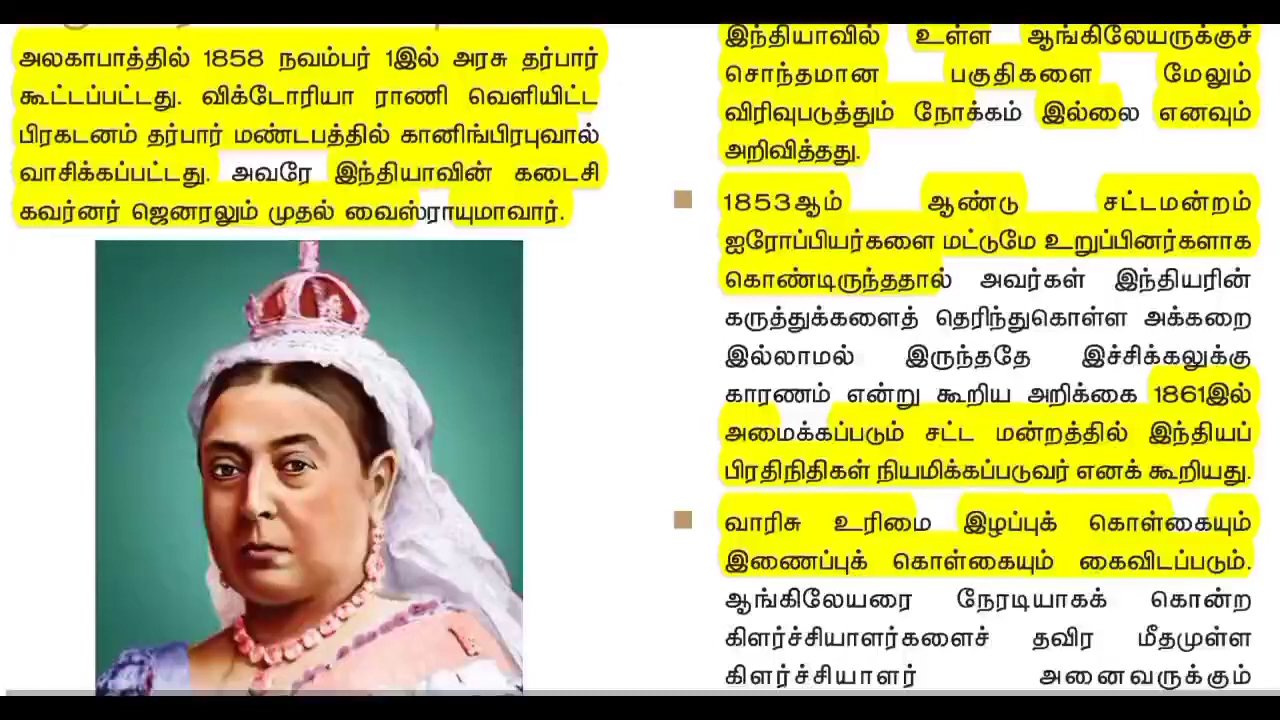 அலகாபாத்தில் 1858 நவம்பர் 1இல் அரசு தர்பார்
கூட்டப்பட்டது. விக்டோரியா ராணி வெளியிட்ட
பிரகடனம் தர்பார் மண்டபத்தில் கானிங்பிரபுவால்
வாசிக்கப்பட்டது. அவரே இந்தியாவின் கடைசி
கவர்னர் ஜெனரலும் முதல் வைஸ்ராயுமாவார்.
இந்தியாவில் உள்ள ஆங்கிலேயருக்குச்
சொந்தமான பகுதிகளை மேலும்
விரிவுபடுத்தும் நோக்கம் இல்லை எனவும்
அறிவித்தது.
1853ஆம் ஆண்டு சட்டமன்றம்
ஐரோப்பியர்களை மட்டுமே உறுப்பினர்களாக
கொண்டிருந்ததால் அவர்கள் இந்தியரின்
கருத்துக்களைத் தெரிந்துகொள்ள அக்கறை
இல்லாமல் இருந்ததே இச்சிக்கலுக்கு
காரணம் என்று கூறிய அறிக்கை 1861இல்
அமைக்கப்படும் சட்ட மன்றத்தில் இந்தியப்
பிரதிநிதிகள் நியமிக்கப்படுவர் எனக் கூறியது.
வாரிசு உரிமை இழப்புக் கொள்கையும்
இணைப்புக் கொள்கையும் கைவிடப்படும்.
ஆங்கிலேயரை நேரடியாகக் கொன்ற
கிளர்ச்சியாளர்களைச் தவிர மீதமுள்ள
கிளர்ச்சியாளர் அனைவருக்கும்